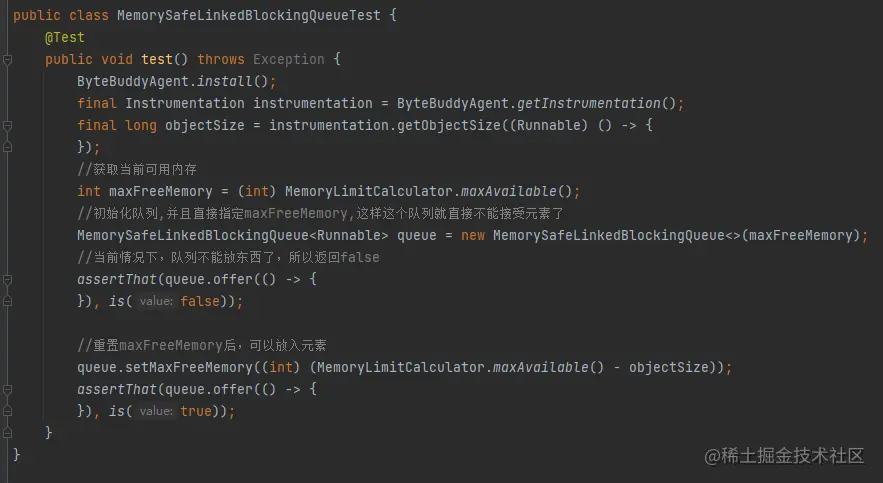 public class MemorySafeLinkedBlockingQueueTest {
@Test
public void test() throws Exception {
ByteBuddyAgent.install();
final Instrumentation instrumentation = ByteBuddyAgent.getInstrumentation();
final long objectSize = instrumentation.getObjectSize((Runnable) () -> {
});
//获取当前可用内存
int maxFreeMemory = (int) MemoryLimitCalculator.maxAvailable();
//初始化队列,并且直接指定maxFreeMemory,这样这个队列就直接不能接受元素了
MemorySafeLinkedBlockingQueue<Runnable> queue = new MemorySafeLinkedBlockingQueue<>(maxFreeMemory);
//当前情况下，队列不能放东西了，所以返回false
assertThat(queue.offer(() -> {
}), is( value: false));
//重置maxFreeMemory后，可以放入元素
queue.setMaxFreeMemory((int) (MemoryLimitCalculator.maxAvailable() - objectSize));
assertThat(queue.offer(() -> {
}), is( value: true));
}
}
@稀土掘金技术社区